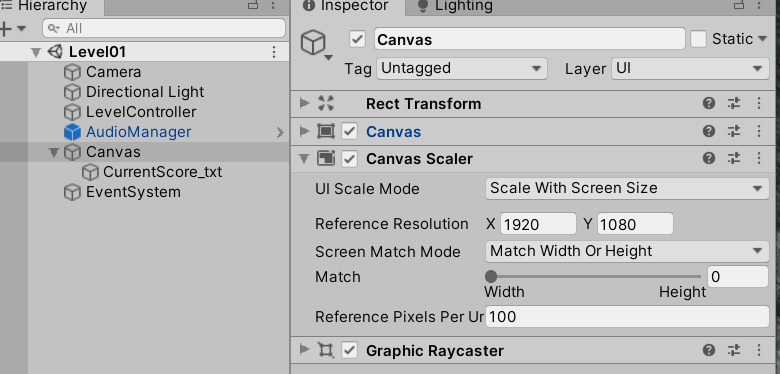 Hierarchy
All
Level01
Camera
Directional Light
LevelController
AudioManager
Canvas
CurrentScore_txt
EventSystem
Inspector Lighting
Canvas Static
Tag Untagged Layer UI
Rect Transform
Canvas
Canvas Scaler
UI Scale Mode Scale With Screen Size
Reference Resolution X 1920 Y 1080
Screen Match Mode Match Width Or Height
Match 0
Width Height
Reference Pixels Per Ur 100
Graphic Raycaster